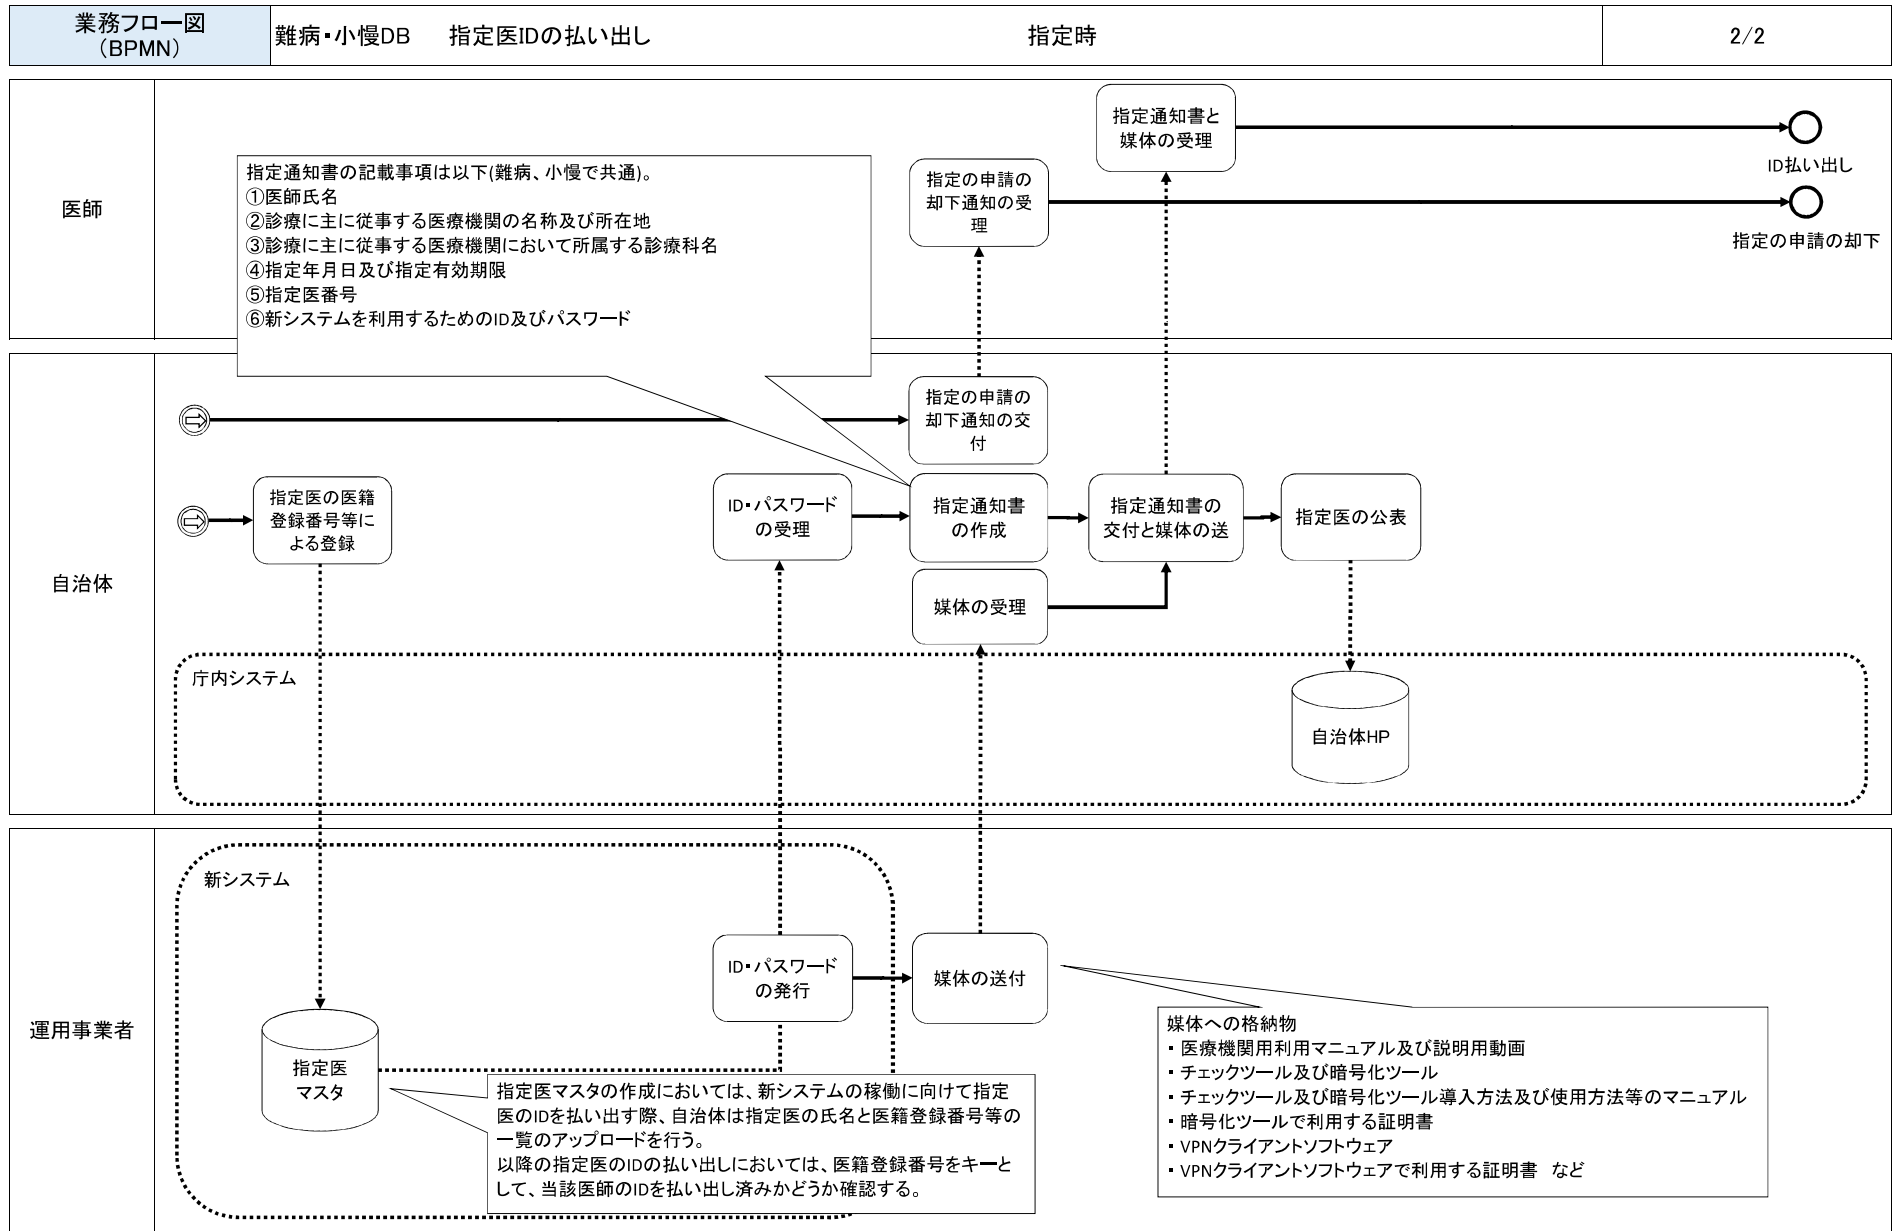 業務フロー図
（BPMN）
難病・小慢DB　指定医IDの払い出し
指定時
2/2
医師
指定通知書と
媒体の受理
ID払い出し
指定の申請の
却下通知の受
理
指定の申請の却下
指定通知書の記載事項は以下(難病、小慢で共通)。
①医師氏名
②診療に主に従事する医療機関の名称及び所在地
③診療に主に従事する医療機関において所属する診療科名
④指定年月日及び指定有効期限
⑤指定医番号
⑥新システムを利用するためのID及びパスワード
自治体
指定の申請の
却下通知の交
付
指定医の医籍
登録番号等に
よる登録
ID・パスワード
の受理
指定通知書
の作成
指定通知書の
交付と媒体の送
指定医の公表
媒体の受理
庁内システム
自治体HP
運用事業者
新システム
ID・パスワード
の発行
媒体の送付
指定医
マスタ
指定医マスタの作成においては、新システムの稼働に向けて指定
医のIDを払い出す際、自治体は指定医の氏名と医籍登録番号等の
一覧のアップロードを行う。
以降の指定医のIDの払い出しにおいては、医籍登録番号をキーと
して、当該医師のIDを払い出し済みかどうか確認する。
媒体への格納物
・医療機関用利用マニュアル及び説明用動画
・チェックツール及び暗号化ツール
・チェックツール及び暗号化ツール導入方法及び使用方法等のマニュアル
・暗号化ツールで利用する証明書
・VPNクライアントソフトウェア
・VPNクライアントソフトウェアで利用する証明書　など